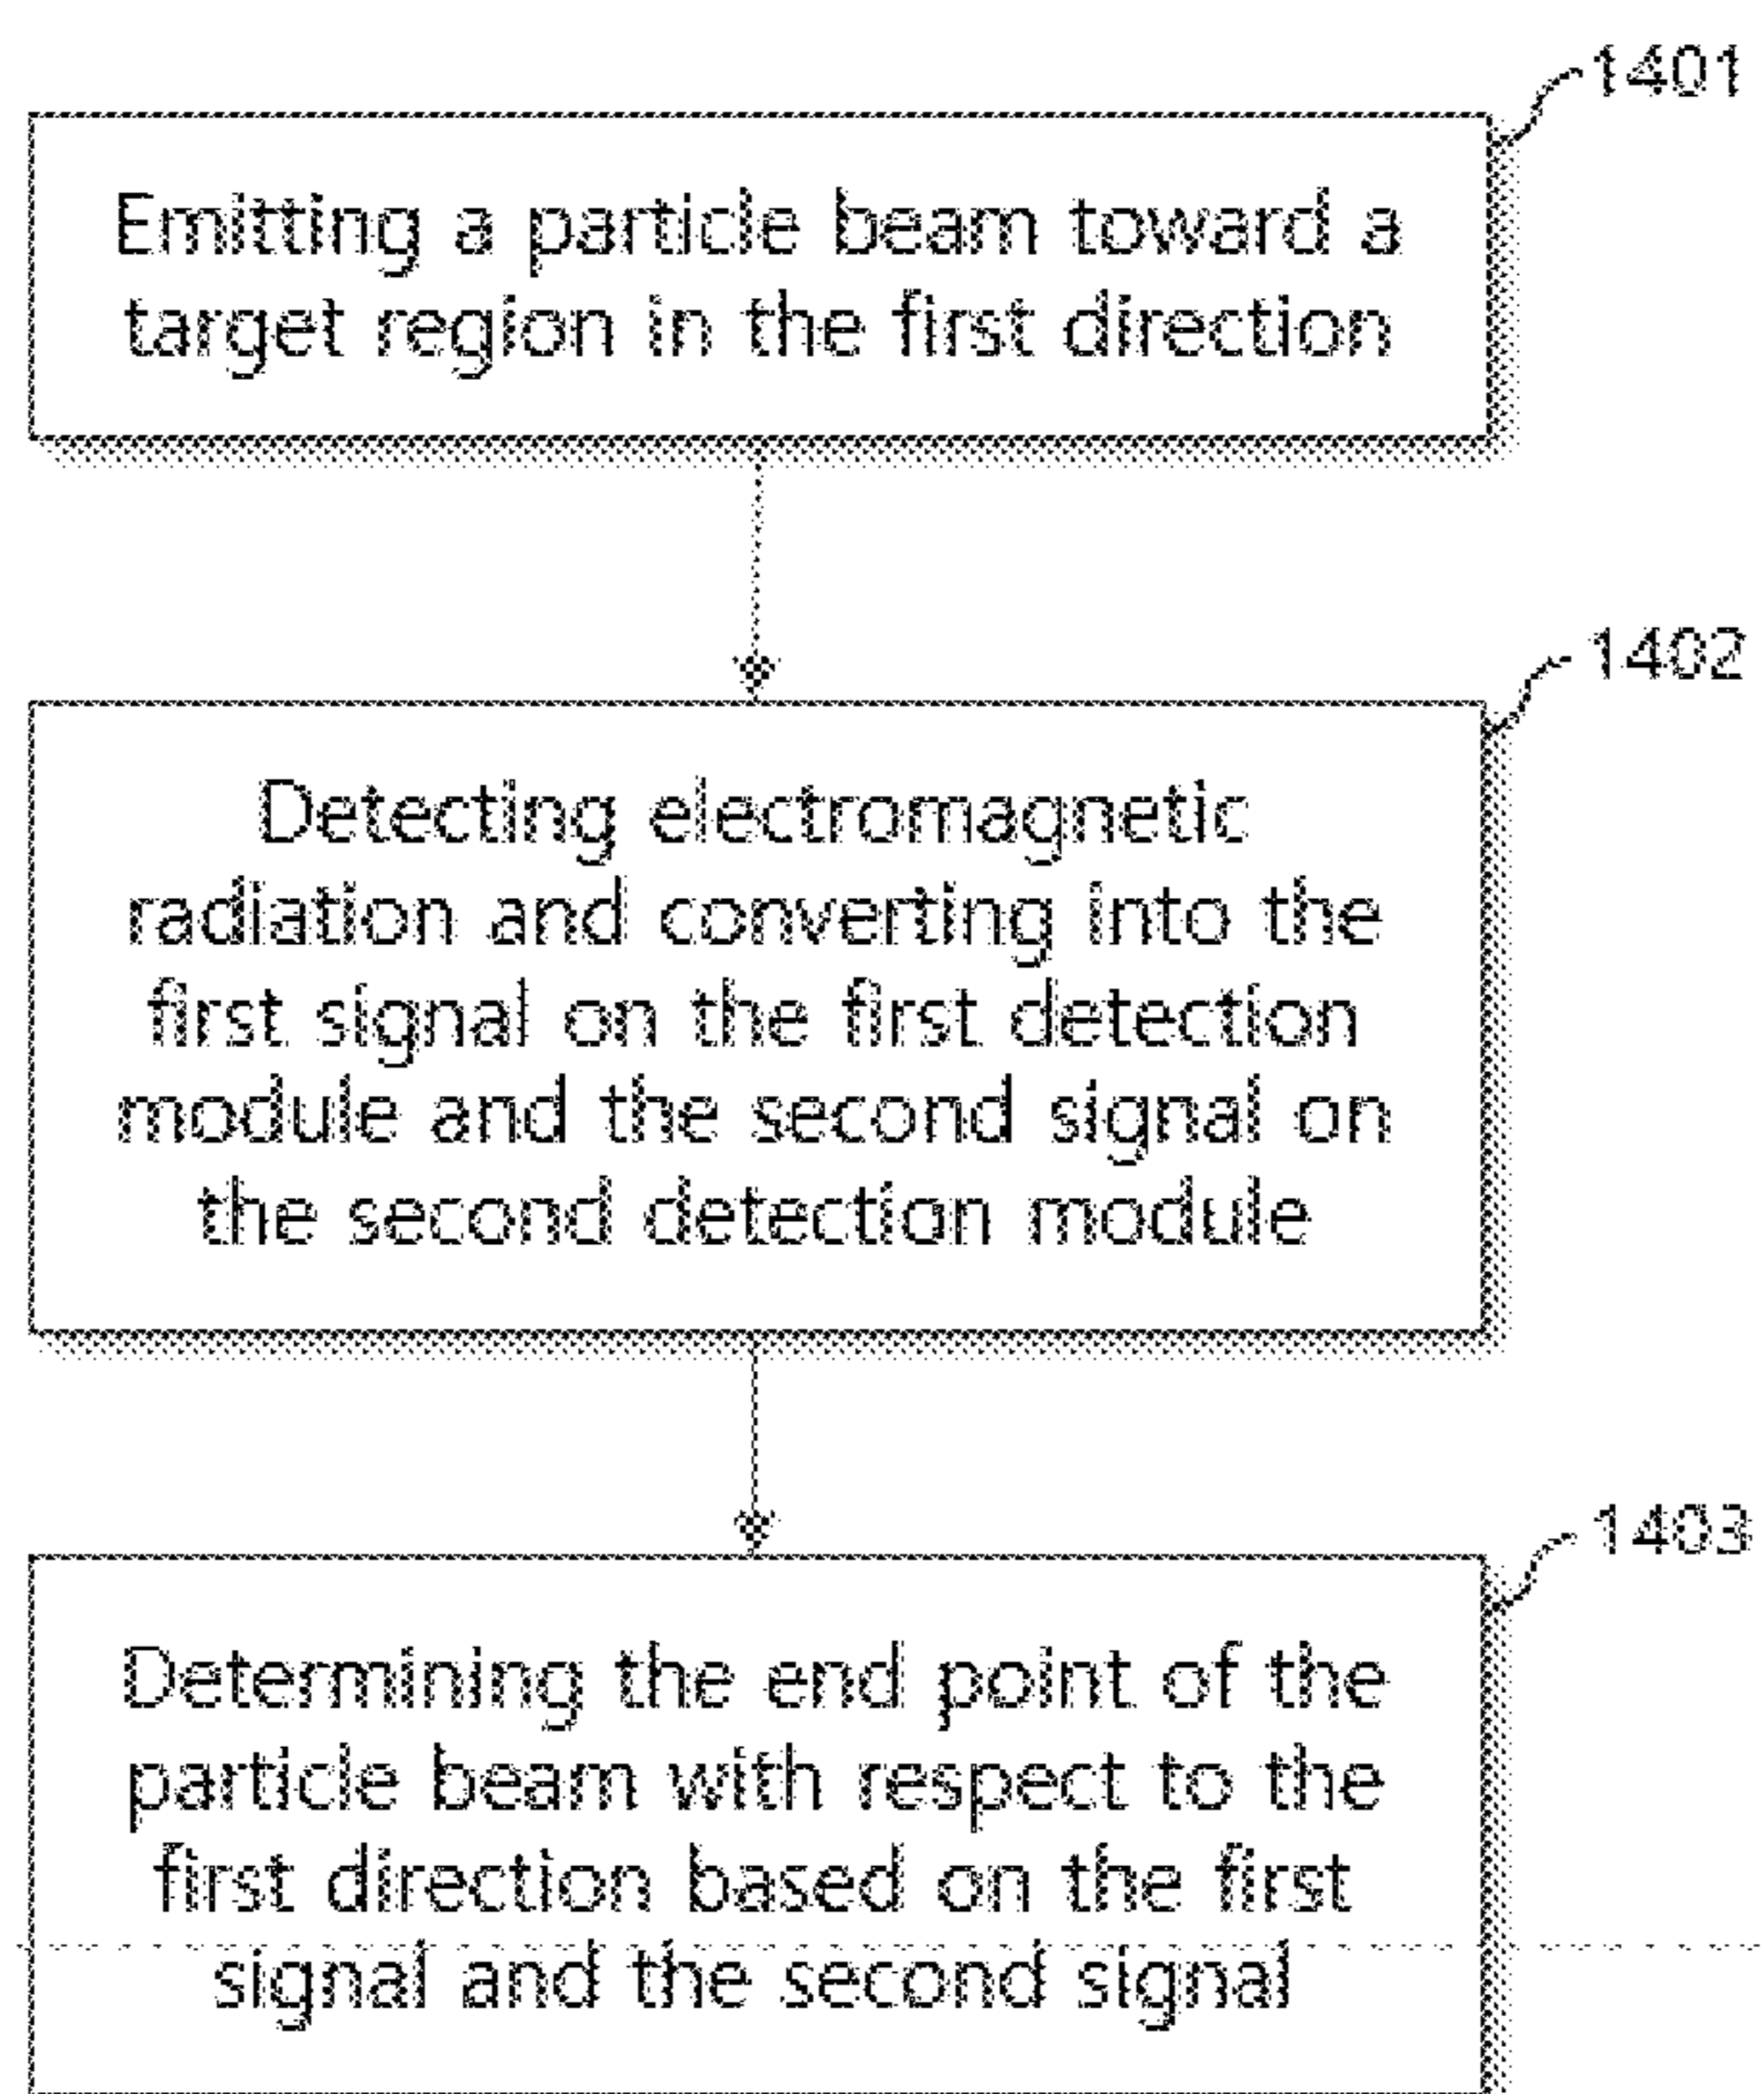 1401
Emitting a particle beam toward a
target region in the first direction
1402
Detecting electromagnetic
radiation and converting into the
first signal on the first detection
module and the second signal on
the second detection module
1403
Determining the end point of the
particle beam with respect to the
first direction based on the first
signal and the second signal